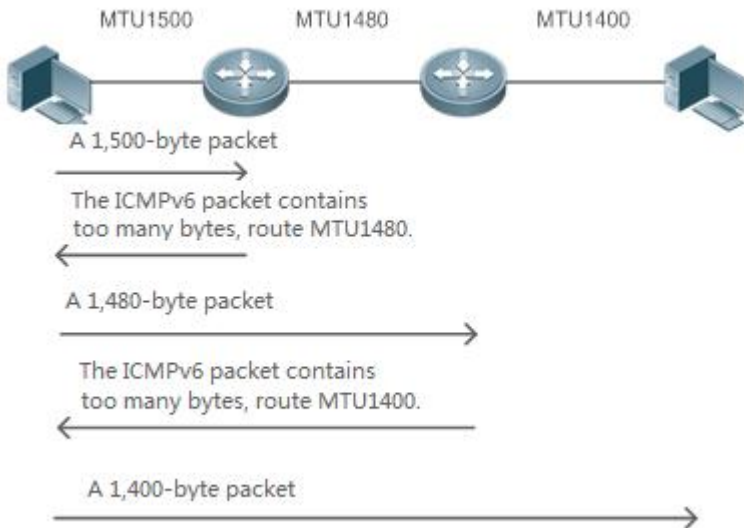 MTU1500 MTU1480 MTU1400
A 1,500-byte packet
The ICMPv6 packet contains
too many bytes, route MTU1480.
A 1,480-byte packet
The ICMPv6 packet contains
too many bytes, route MTU1400.
A 1,400-byte packet